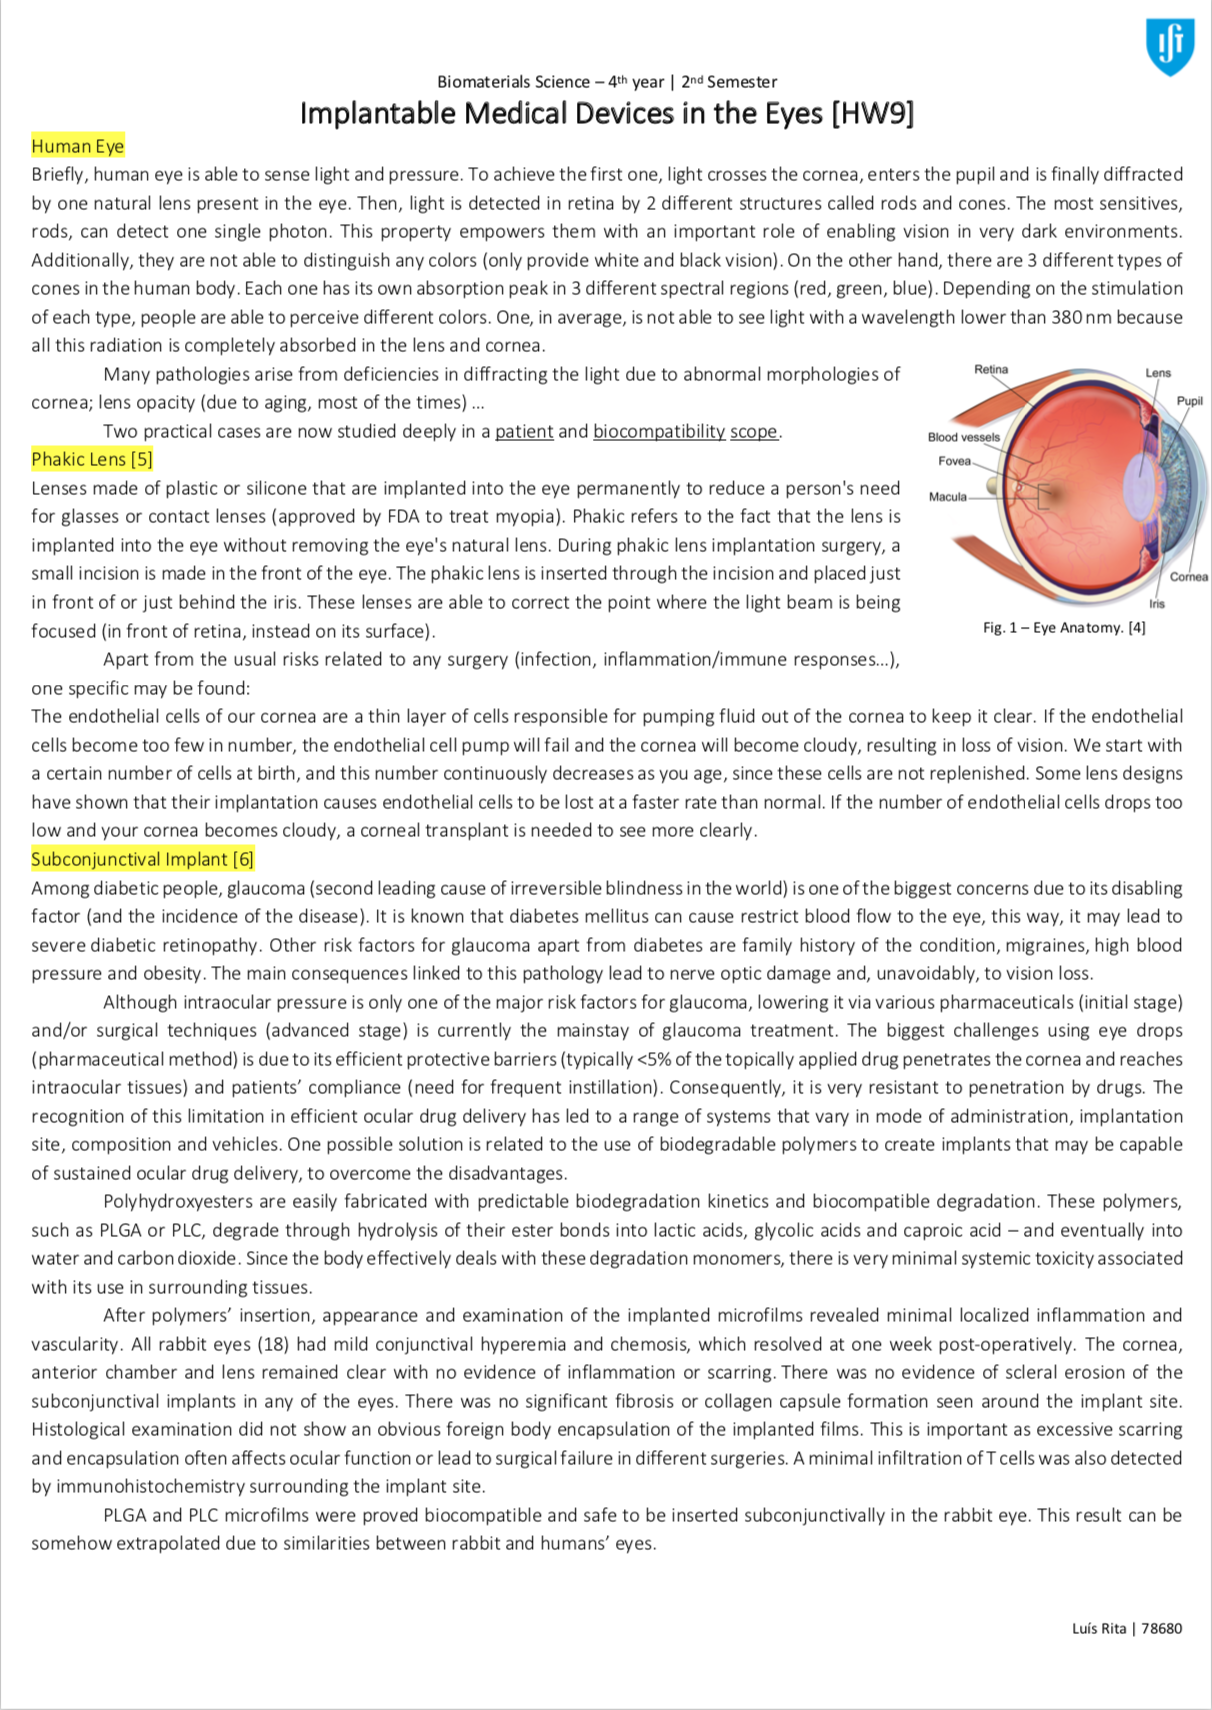 Biomaterials Science – 4th year | 2nd Semester
Implantable Medical Devices in the Eyes [HW9]
Human Eye
Briefly, human eye is able to sense light and pressure. To achieve the first one, light crosses the cornea, enters the pupil and is finally diffracted
by one natural lens present in the eye. Then, light is detected in retina by 2 different structures called rods and cones. The most sensitives,
rods, can detect one single photon. This property empowers them with an important role of enabling vision in very dark environments.
Additionally, they are not able to distinguish any colors (only provide white and black vision). On the other hand, there are 3 different types of
cones in the human body. Each one has its own absorption peak in 3 different spectral regions (red, green, blue). Depending on the stimulation
of each type, people are able to perceive different colors. One, in average, is not able to see light with a wavelength lower than 380 nm because
all this radiation is completely absorbed in the lens and cornea.
Many pathologies arise from deficiencies in diffracting the light due to abnormal morphologies of
cornea; lens opacity (due to aging, most of the times) ...
Two practical cases are now studied deeply in a patient and biocompatibility scope.
Phakic Lens [5]
Lenses made of plastic or silicone that are implanted into the eye permanently to reduce a person's need
for glasses or contact lenses (approved by FDA to treat myopia). Phakic refers to the fact that the lens is
implanted into the eye without removing the eye's natural lens. During phakic lens implantation surgery, a
small incision is made in the front of the eye. The phakic lens is inserted through the incision and placed just
in front of or just behind the iris. These lenses are able to correct the point where the light beam is being
focused (in front of retina, instead on its surface).
Apart from the usual risks related to any surgery (infection, inflammation/immune responses...),
one specific may be found:
Retina
Lens
Pupil
Blood vessels
Fovea
Macula
Cornea
Iris
Fig. 1 – Eye Anatomy. [4]
The endothelial cells of our cornea are a thin layer of cells responsible for pumping fluid out of the cornea to keep it clear. If the endothelial
cells become too few in number, the endothelial cell pump will fail and the cornea will become cloudy, resulting in loss of vision. We start with
a certain number of cells at birth, and this number continuously decreases as you age, since these cells are not replenished. Some lens designs
have shown that their implantation causes endothelial cells to be lost at a faster rate than normal. If the number of endothelial cells drops too
low and your cornea becomes cloudy, a corneal transplant is needed to see more clearly.
Subconjunctival Implant [6]
Among diabetic people, glaucoma (second leading cause of irreversible blindness in the world) is one of the biggest concerns due to its disabling
factor (and the incidence of the disease). It is known that diabetes mellitus can cause restrict blood flow to the eye, this way, it may lead to
severe diabetic retinopathy. Other risk factors for glaucoma apart from diabetes are family history of the condition, migraines, high blood
pressure and obesity. The main consequences linked to this pathology lead to nerve optic damage and, unavoidably, to vision loss.
Although intraocular pressure is only one of the major risk factors for glaucoma, lowering it via various pharmaceuticals (initial stage)
and/or surgical techniques (advanced stage) is currently the mainstay of glaucoma treatment. The biggest challenges using eye drops
(pharmaceutical method) is due to its efficient protective barriers (typically <5% of the topically applied drug penetrates the cornea and reaches
intraocular tissues) and patients’ compliance (need for frequent instillation). Consequently, it is very resistant to penetration by drugs. The
recognition of this limitation in efficient ocular drug delivery has led to a range of systems that vary in mode of administration, implantation
site, composition and vehicles. One possible solution is related to the use of biodegradable polymers to create implants that may be capable
of sustained ocular drug delivery, to overcome the disadvantages.
Polyhydroxyesters are easily fabricated with predictable biodegradation kinetics and biocompatible degradation. These polymers,
such as PLGA or PLC, degrade through hydrolysis of their ester bonds into lactic acids, glycolic acids and caproic acid – and eventually into
water and carbon dioxide. Since the body effectively deals with these degradation monomers, there is very minimal systemic toxicity associated
with its use in surrounding tissues.
After polymers’ insertion, appearance and examination of the implanted microfilms revealed minimal localized inflammation and
vascularity. All rabbit eyes (18) had mild conjunctival hyperemia and chemosis, which resolved at one week post-operatively. The cornea,
anterior chamber and lens remained clear with no evidence of inflammation or scarring. There was no evidence of scleral erosion of the
subconjunctival implants in any of the eyes. There was no significant fibrosis or collagen capsule formation seen around the implant site.
Histological examination did not show an obvious foreign body encapsulation of the implanted films. This is important as excessive scarring
and encapsulation often affects ocular function or lead to surgical failure in different surgeries. A minimal infiltration of T cells was also detected
by immunohistochemistry surrounding the implant site.
PLGA and PLC microfilms were proved biocompatible and safe to be inserted subconjunctivally in the rabbit eye. This result can be
somehow extrapolated due to similarities between rabbit and humans’ eyes.
Luís Rita | 78680